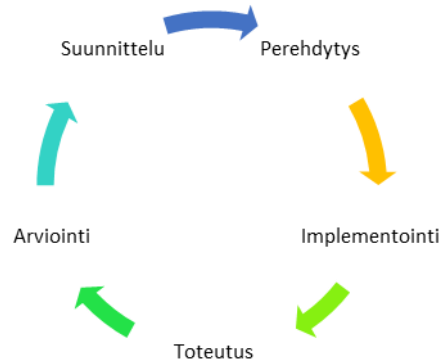 Suunnittelu
Perehdytys
Implementointi
Toteutus
Arviointi